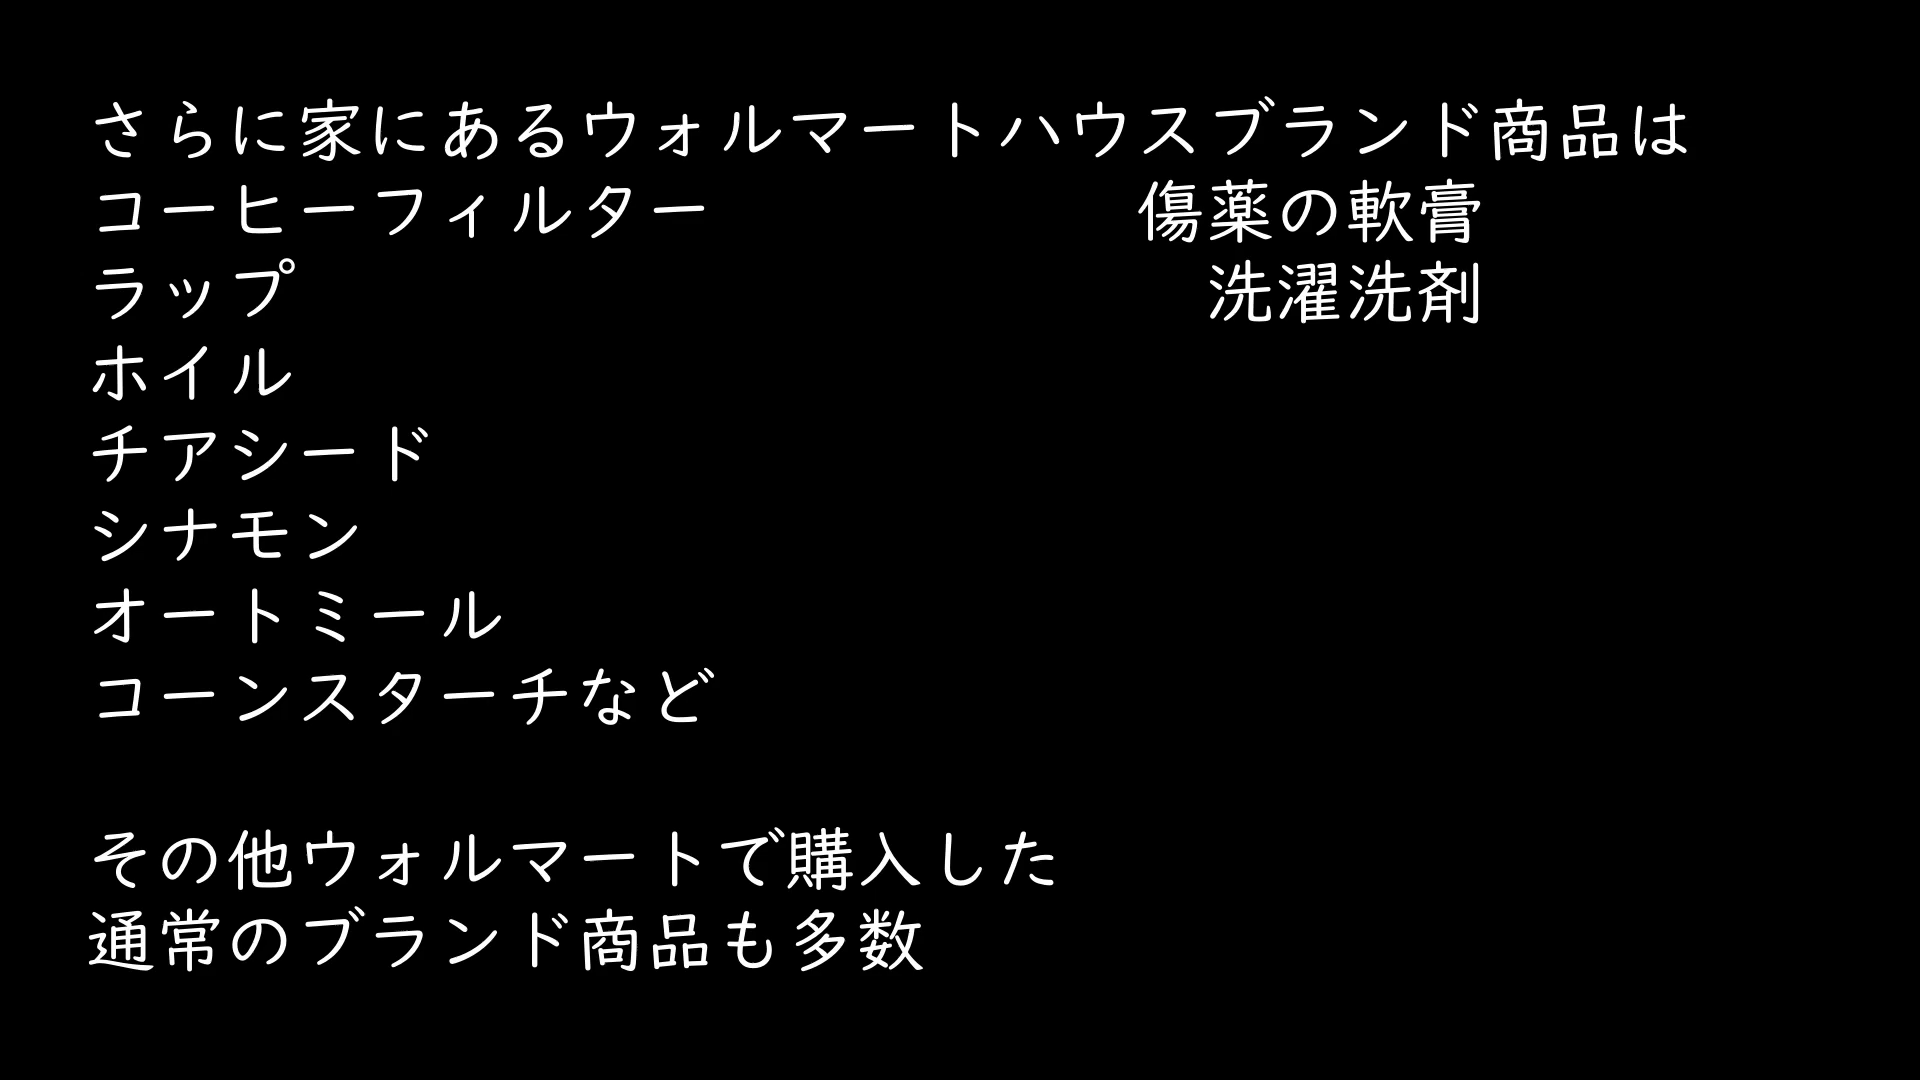 さらに家にあるウォルマートハウスブランド商品は
コーヒーフィルター 傷薬の軟膏
ラップ 洗濯洗剤
ホイル
チアシード
シナモン
オートミール
コーンスターチなど
その他ウォルマートで購入した
通常のブランド商品も多数